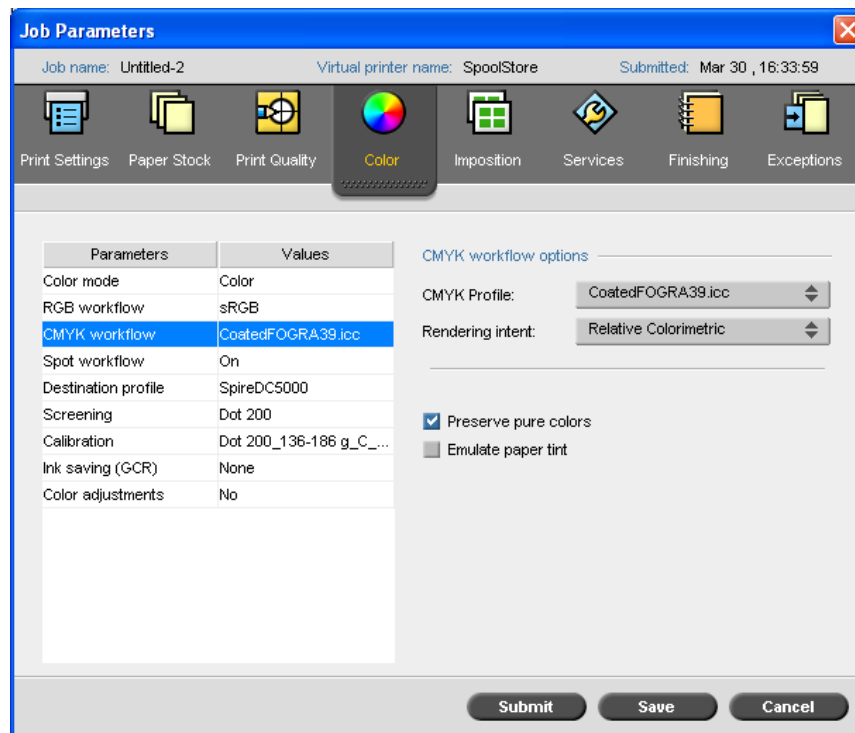 Job Parameters
Job name: Untitled-2 Virtual printer name: SpoolStore Submitted: Mar 30 , 16:33:59
Print Settings Paper Stock Print Quality Color Imposition Services Finishing Exceptions
Parameters Values
Color mode Color
RGB workflow sRGB
CMYK workflow CoatedFOGRA39.icc
Spot workflow On
Destination profile SpireDC5000
Screening Dot 200
Calibration Dot 200_136-186 g_C_...
Ink saving (GCR) None
Color adjustments No
CMYK workflow options
CMYK Profile: CoatedFOGRA39.icc
Rendering intent: Relative Colorimetric
Preserve pure colors
Emulate paper tint
Submit Save Cancel